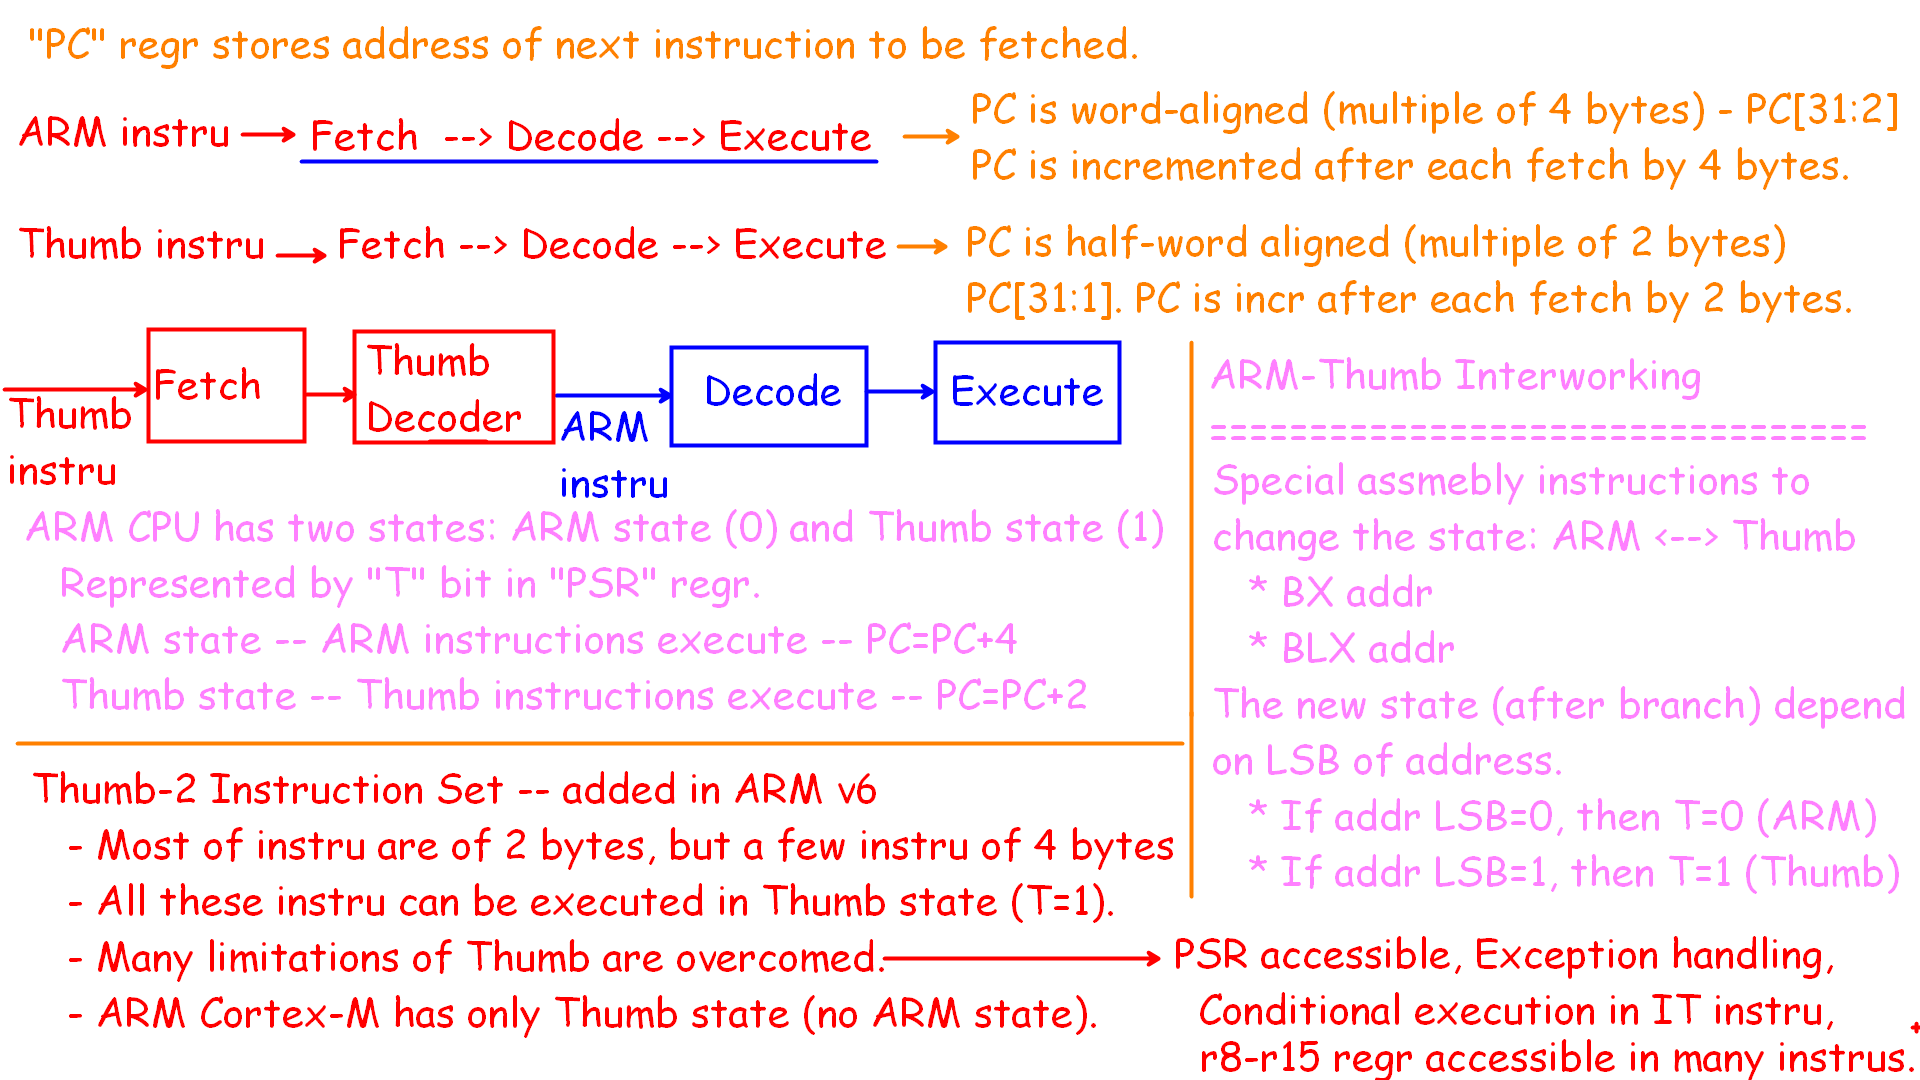 "PC" regr stores address of next instruction to be fetched.
ARM instru
Fetch --> Decode --> Execute
PC is word-aligned (multiple of 4 bytes) - PC[31:2]
PC is incremented after each fetch by 4 bytes.
Thumb instru
Fetch --> Decode --> Execute
PC is half-word aligned (multiple of 2 bytes)
PC[31:1]. PC is incr after each fetch by 2 bytes.
Thumb
instru
Fetch
Thumb
Decoder
ARM
instru
Decode
Execute
ARM CPU has two states: ARM state (0) and Thumb state (1)
Represented by "T" bit in "PSR" regr.
ARM state -- ARM instructions execute -- PC=PC+4
Thumb state -- Thumb instructions execute -- PC=PC+2
ARM-Thumb Interworking
=================================
Special assmebly instructions to
change the state: ARM <--> Thumb
* BX addr
* BLX addr
The new state (after branch) depend
on LSB of address.
* If addr LSB=0, then T=0 (ARM)
* If addr LSB=1, then T=1 (Thumb)
Thumb-2 Instruction Set -- added in ARM v6
- Most of instru are of 2 bytes, but a few instru of 4 bytes
- All these instru can be executed in Thumb state (T=1).
- Many limitations of Thumb are overcomed.
- ARM Cortex-M has only Thumb state (no ARM state).
PSR accessible, Exception handling,
Conditional execution in IT instru,
r8-r15 regr accessible in many instrus.